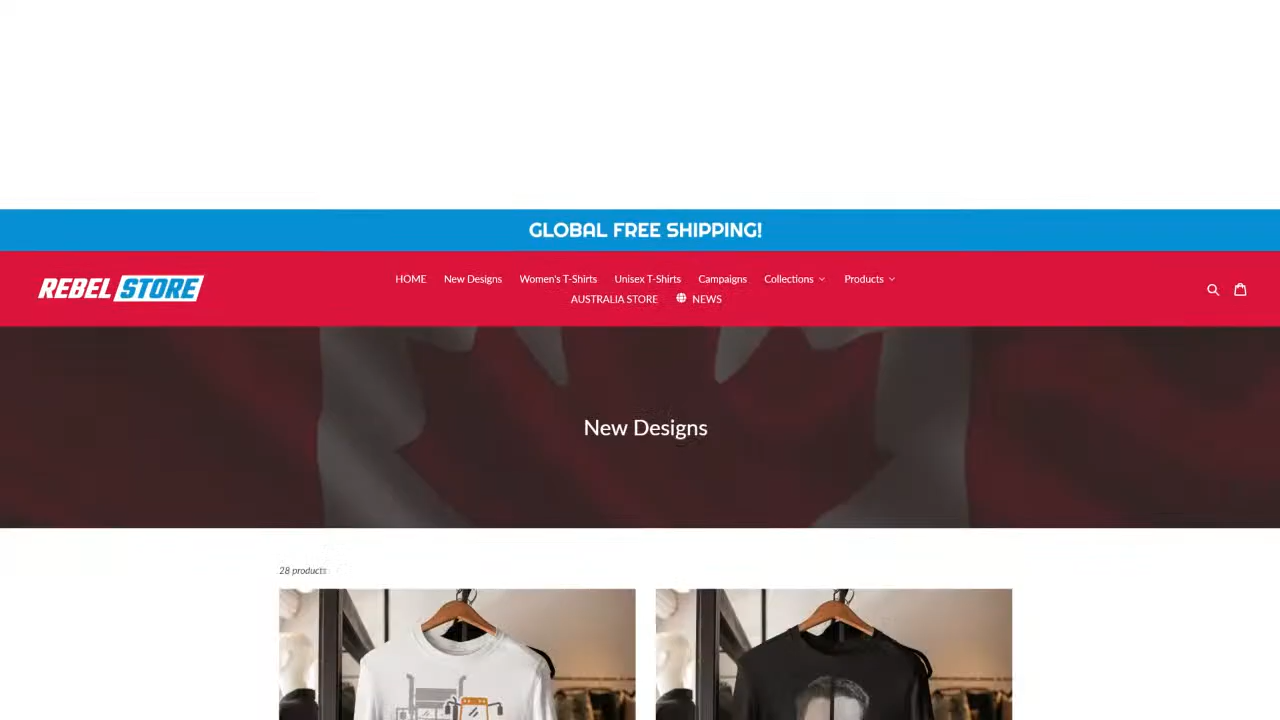 GLOBAL FREE SHIPPING!
REBEL STORE
HOME New Designs Women's T-Shirts Unisex T-Shirts Campaigns Collections Products
AUSTRALIA STORE NEWS
New Designs
28 products